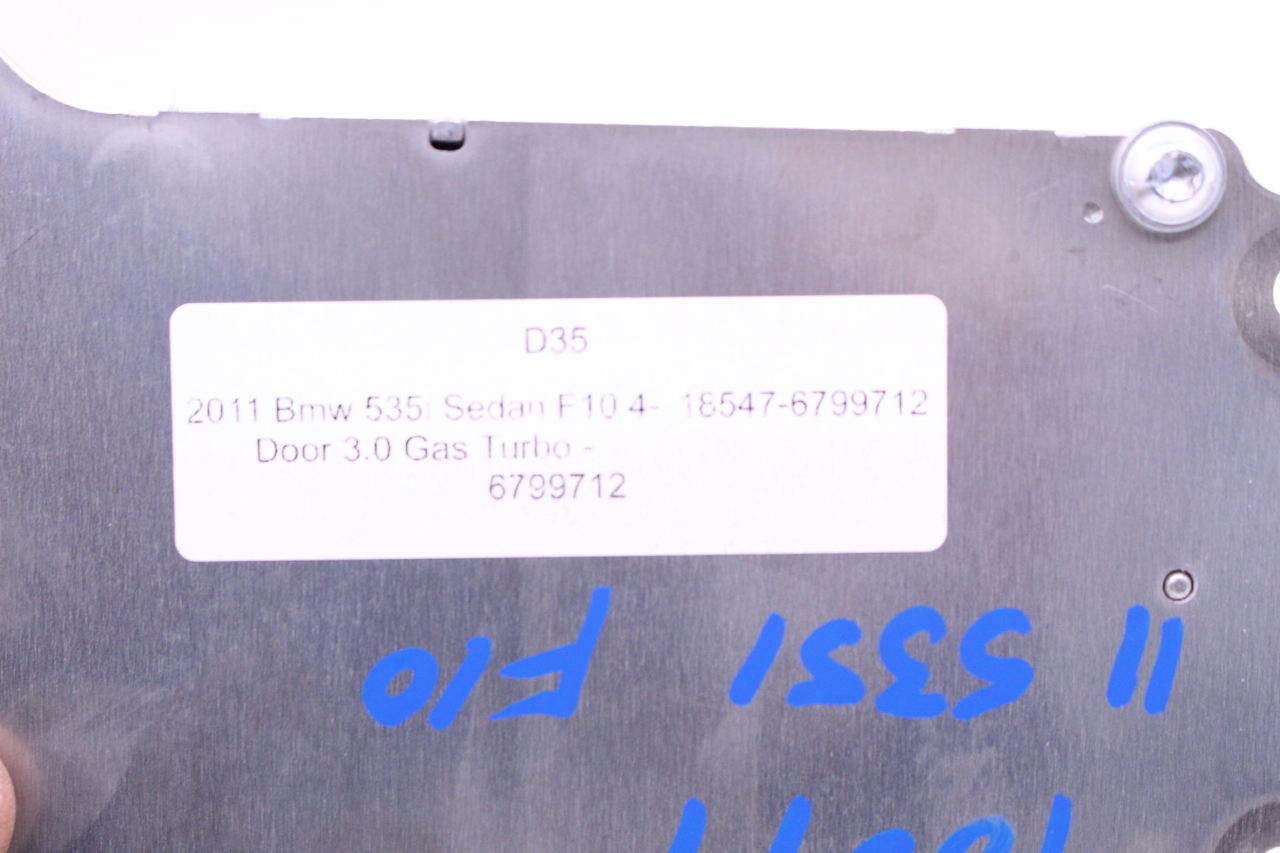 D35
2011 Bmw 535i Sedan F10 4- 18547-6799712
Door 3.0 Gas Turbo -
6799712
11 535i F10